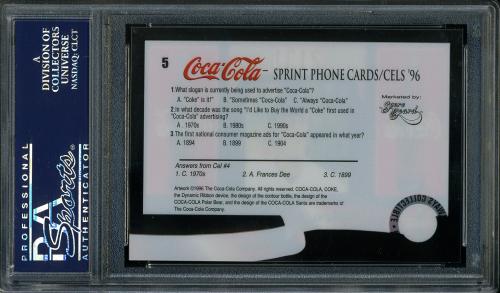 A
DIVISION OF
COLLECTORS
UNIVERSE
NASDAQ: CLCT
PROFESSIONAL
PSA
Sports
AUTHENTICATOR
5
Coca-Cola SPRINT PHONE CARDS/CELS '96
1.What slogan is currently being used to advertise "Coca-Cola"?
A. "Coke" is it! B. "Sometimes "Coca-Cola" C. "Always "Coca-Cola"
2.In what decade was the song "I'd Like to Buy the World a "Coke" first used in
"Coca-Cola" advertising?
A. 1970s B. 1980s C. 1990s
3.The first national consumer magazine ads for "Coca-Cola" appeared in what year?
A. 1894 B. 1899 C. 1904
Marketed by:
Score
Board
Answers from Cel #4
1. C. 1970s 2. A. Frances Dee 3. C. 1899
Artwork ©1996 The Coca-Cola Company. All rights reserved, COCA-COLA, COKE,
the Dynamic Ribbon device, the design of the contour bottle, the design of the
COCA-COLA Polar Bear, and the design of the COCA-COLA Santa are trademarks of
The Coca-Cola Company.
ALWAYS COLLECTIBLE